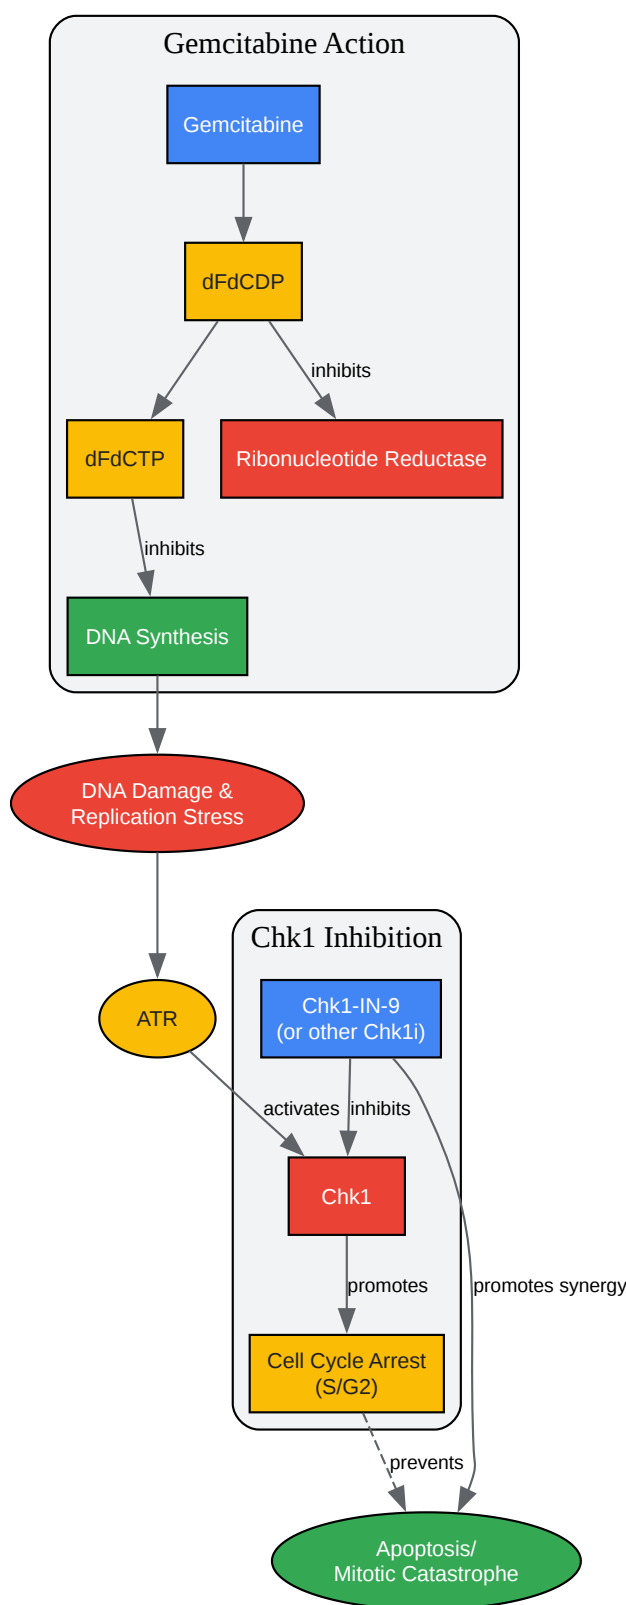 Gemcitabine Action
Gemcitabine
dFdCDP
inhibits
dFdCTP
Ribonucleotide Reductase
inhibits
DNA Synthesis
DNA Damage &
Replication Stress
Chk1 Inhibition
Chk1-IN-9
(or other Chk1i)
ATR
activates
inhibits
Chk1
promotes
promotes synergy
Cell Cycle Arrest
(S/G2)
prevents
Apoptosis/
Mitotic Catastrophe